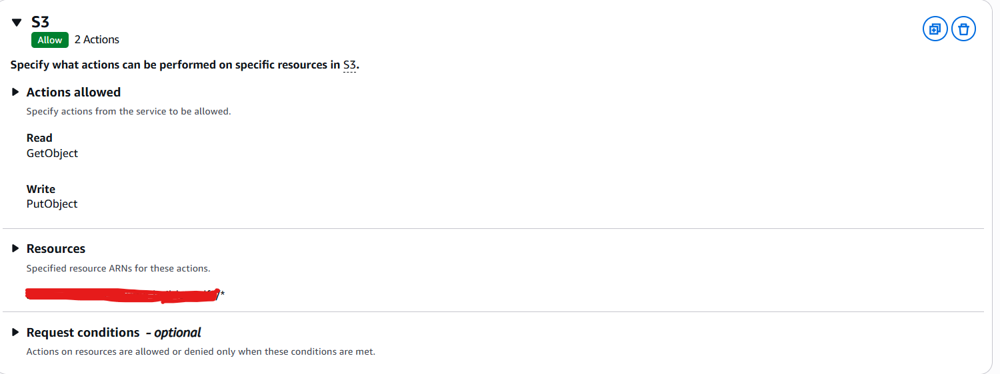 S3
Allow 2 Actions
Specify what actions can be performed on specific resources in S3.
Actions allowed
Specify actions from the service to be allowed.
Read
GetObject
Write
PutObject
Resources
Specified resource ARNs for these actions.
/*
Request conditions - optional
Actions on resources are allowed or denied only when these conditions are met.